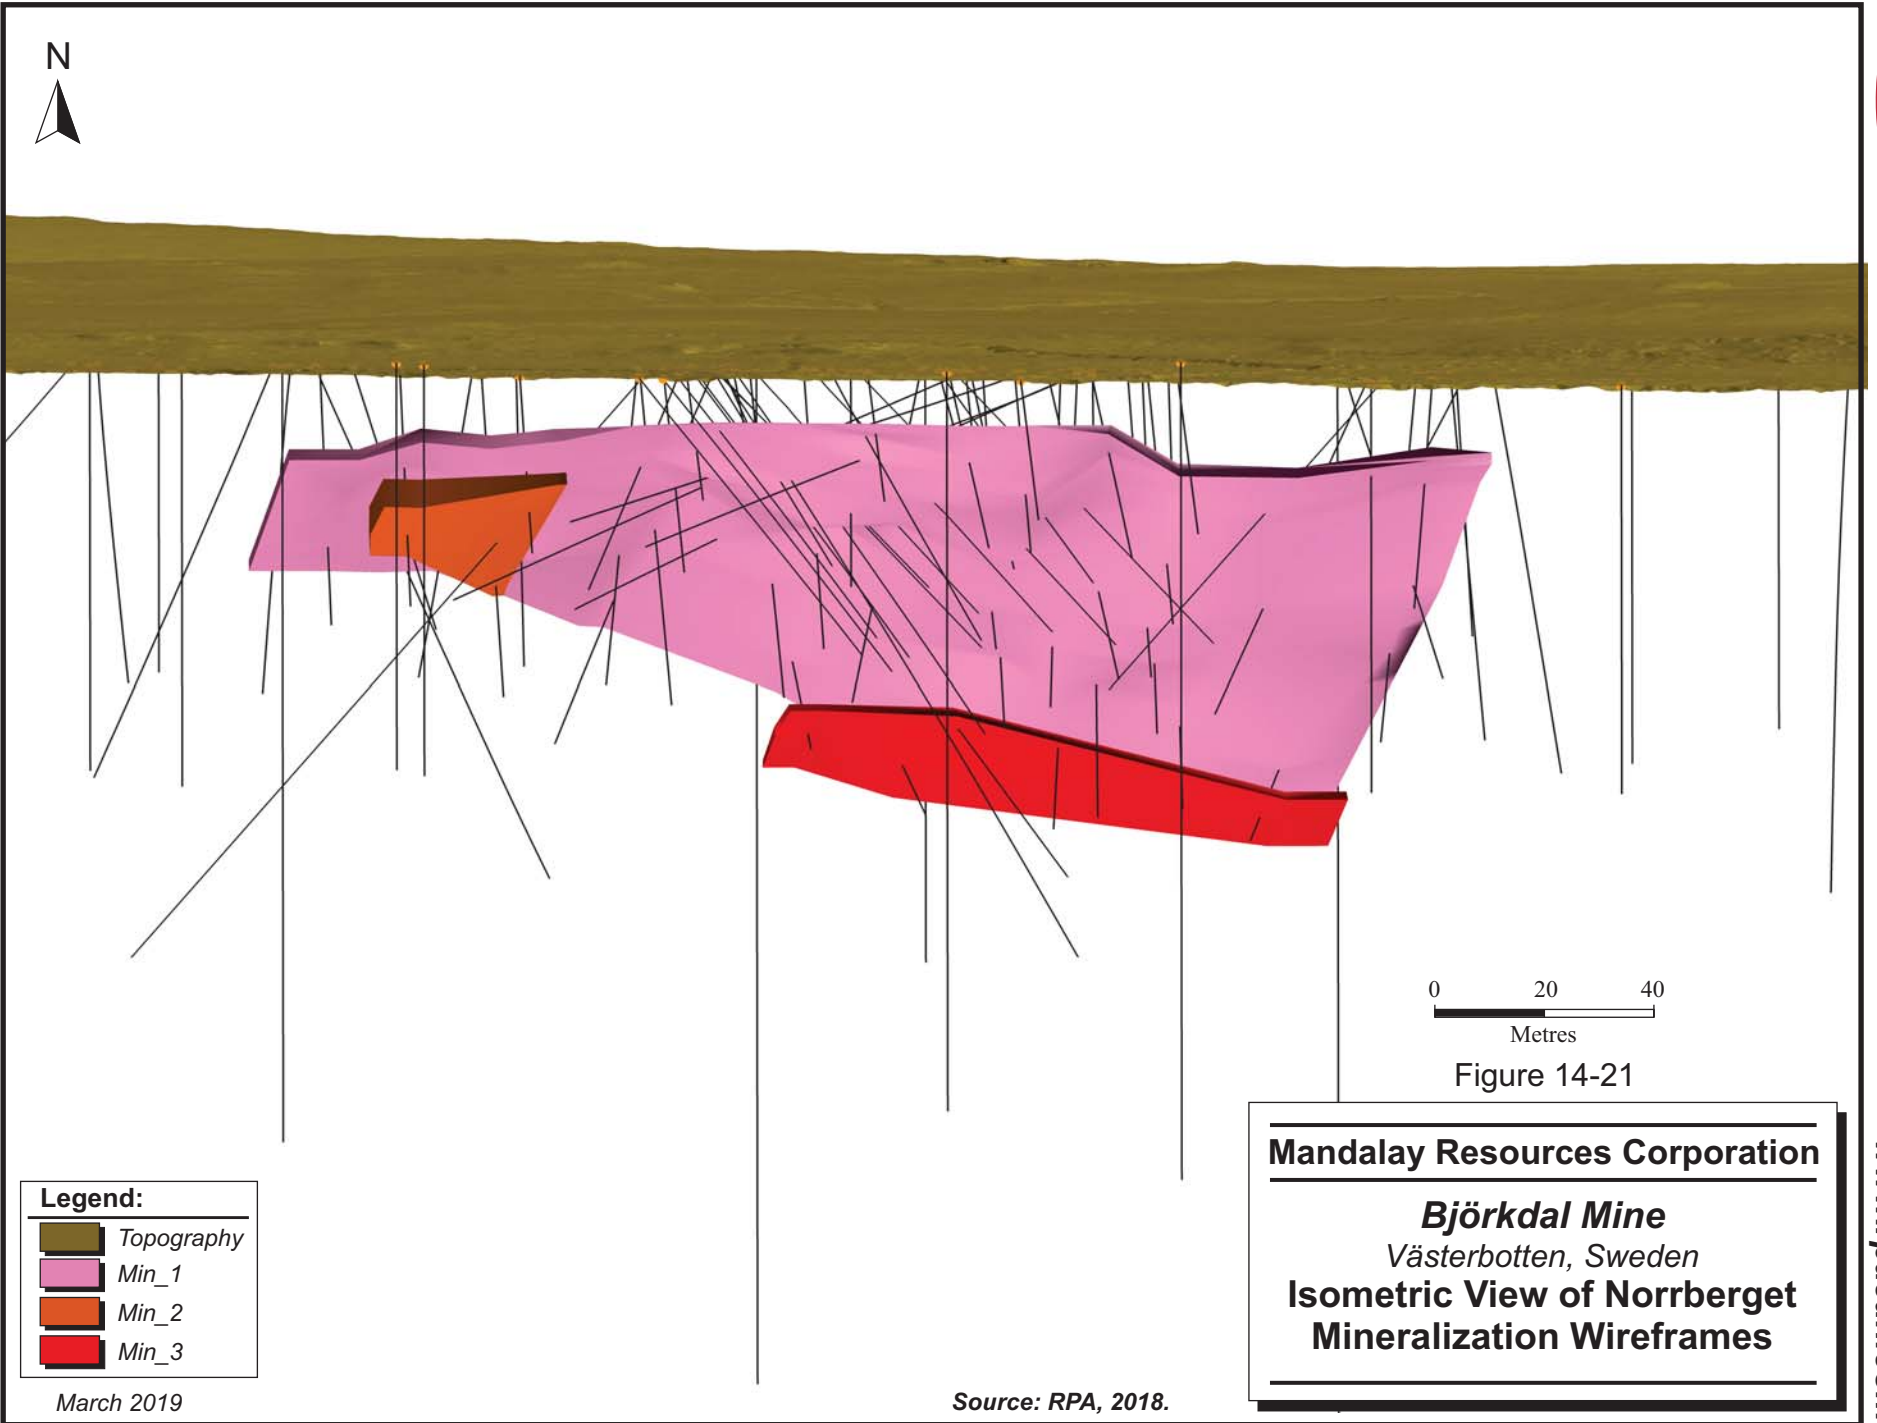 N
0 20 40
Metres
Figure 14-21
Mandalay Resources Corporation
Björkdal Mine
Västerbotten, Sweden
Isometric View of Norrberget
Mineralization Wireframes
Legend:
Topography
Min_1
Min_2
Min_3
March 2019
Source: RPA, 2018.